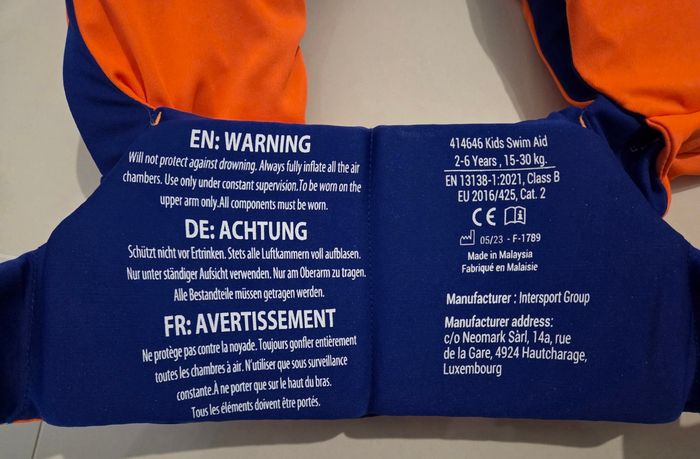 EN: WARNING
Will not protect against drowning. Always fully inflate all the air
chambers. Use only under constant supervision.To be worn on the
upper arm only.All components must be worn.
DE: ACHTUNG
Schützt nicht vor Ertrinken. Stets alle Luftkammern voll aufblasen.
Nur unter ständiger Aufsicht verwenden. Nur am Oberarm zu tragen.
Alle Bestandteile müssen getragen werden.
FR: AVERTISSEMENT
Ne protège pas contre la noyade. Toujours gonfler entièrement
toutes les chambres à air. N'utiliser que sous surveillance
constante.À ne porter que sur le haut du bras.
Tous les éléments doivent être portés.
414646 Kids Swim Aid
2-6 Years , 15-30 kg.
EN 13138-1:2021, Class B
EU 2016/425, Cat. 2
CE
05/23 - F-1789
Made in Malaysia
Fabriqué en Malaisie
Manufacturer : Intersport Group
Manufacturer address:
c/o Neomark Sàrl, 14a, rue
de la Gare, 4924 Hautcharage,
Luxembourg